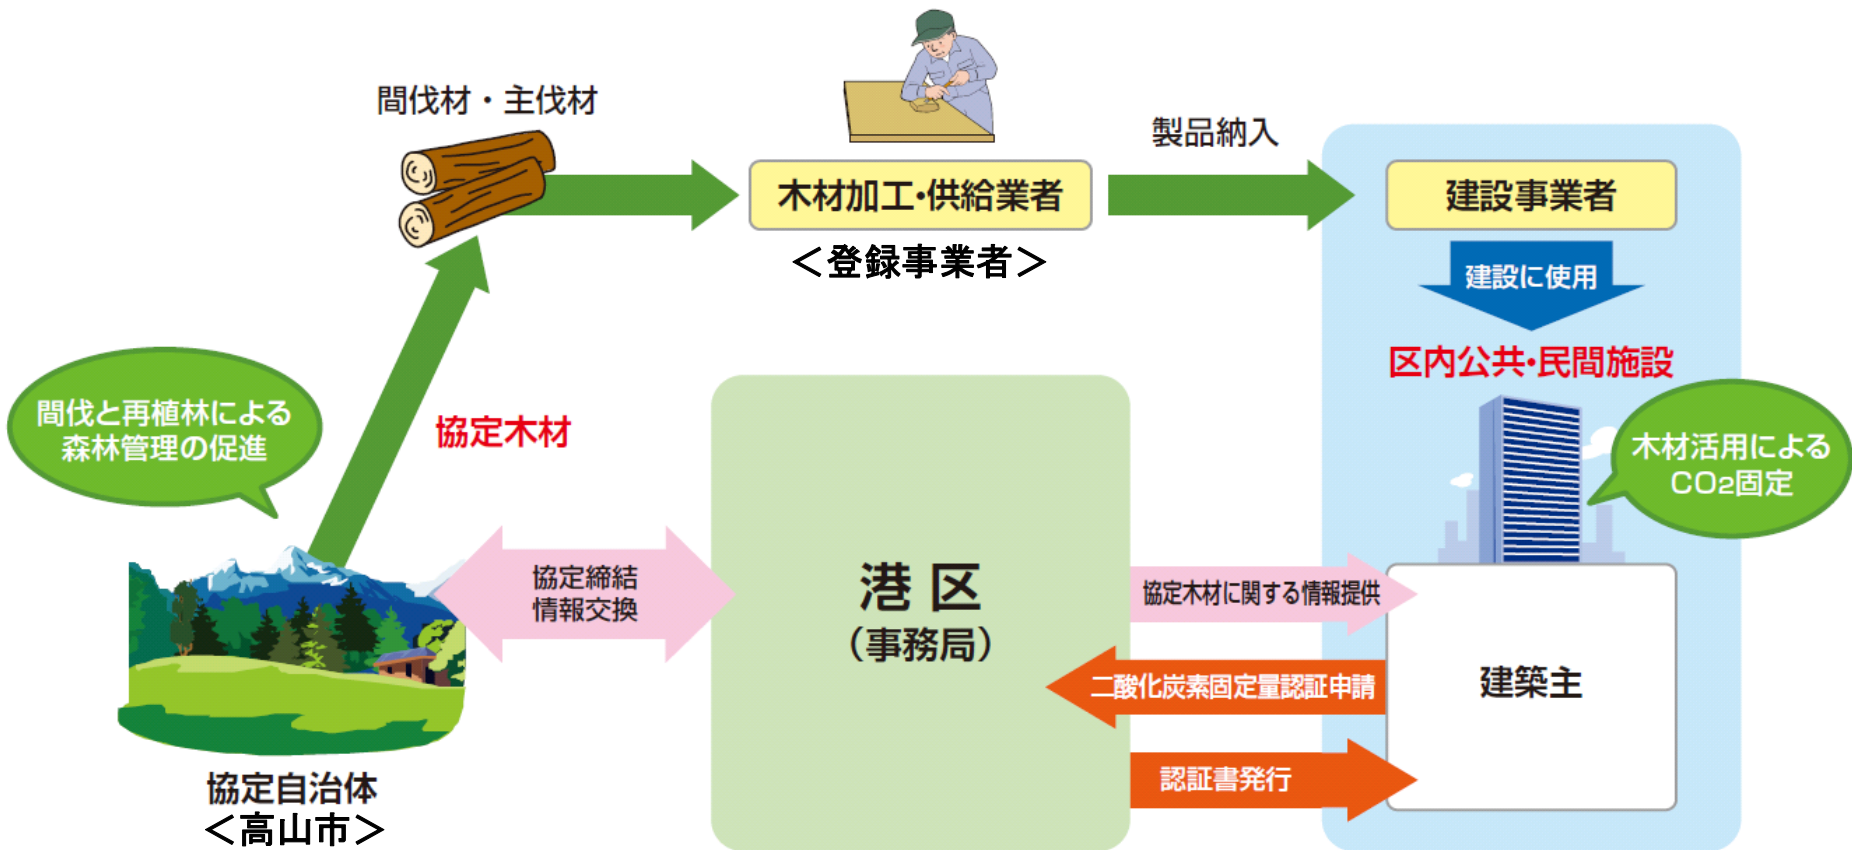 間伐材・主伐材
木材加工・供給業者
＜登録事業者＞
製品納入
建設事業者
建設に使用
区内公共・民間施設
木材活用による
CO2固定
間伐と再植林による
森林管理の促進
協定木材
協定締結
情報交換
港区
（事務局）
協定木材に関する情報提供
二酸化炭素固定量認証申請
認証書発行
建築主
協定自治体
＜高山市＞